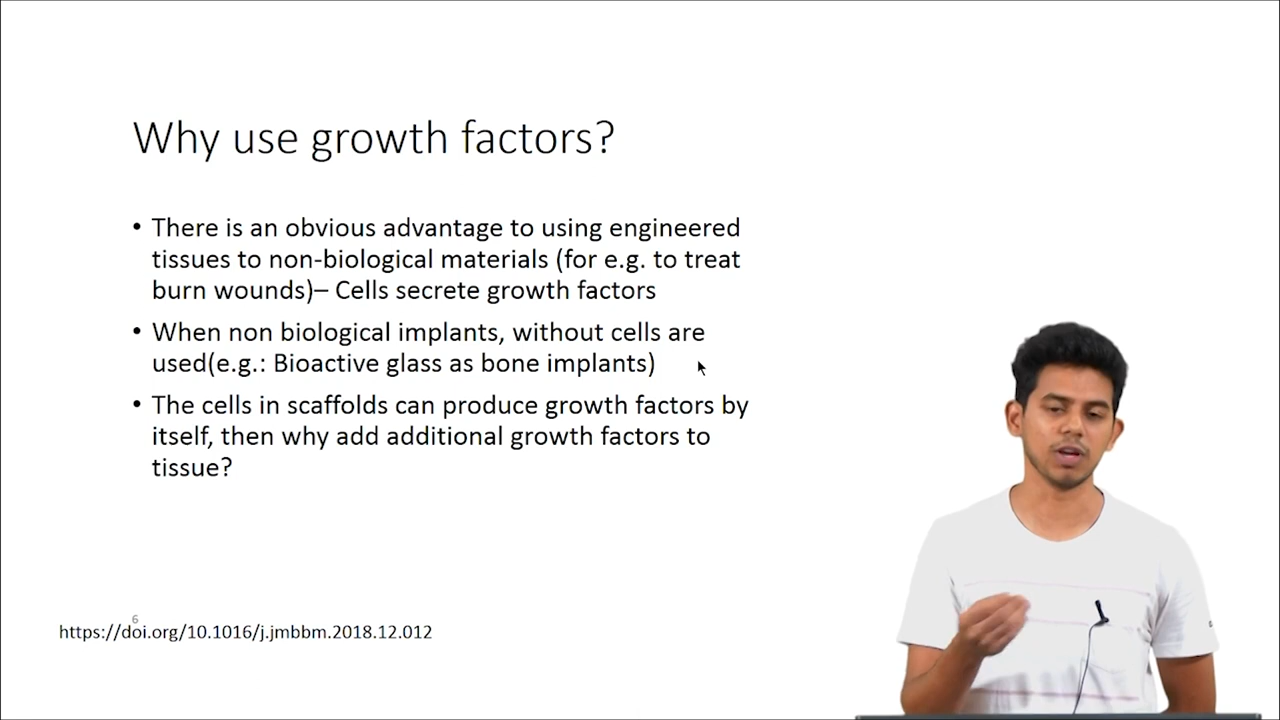 Why use growth factors?
• There is an obvious advantage to using engineered
tissues to non-biological materials (for e.g. to treat
burn wounds)– Cells secrete growth factors
• When non biological implants, without cells are
used(e.g.: Bioactive glass as bone implants)
• The cells in scaffolds can produce growth factors by
itself, then why add additional growth factors to
tissue?
6
https://doi.org/10.1016/j.jmbbm.2018.12.012